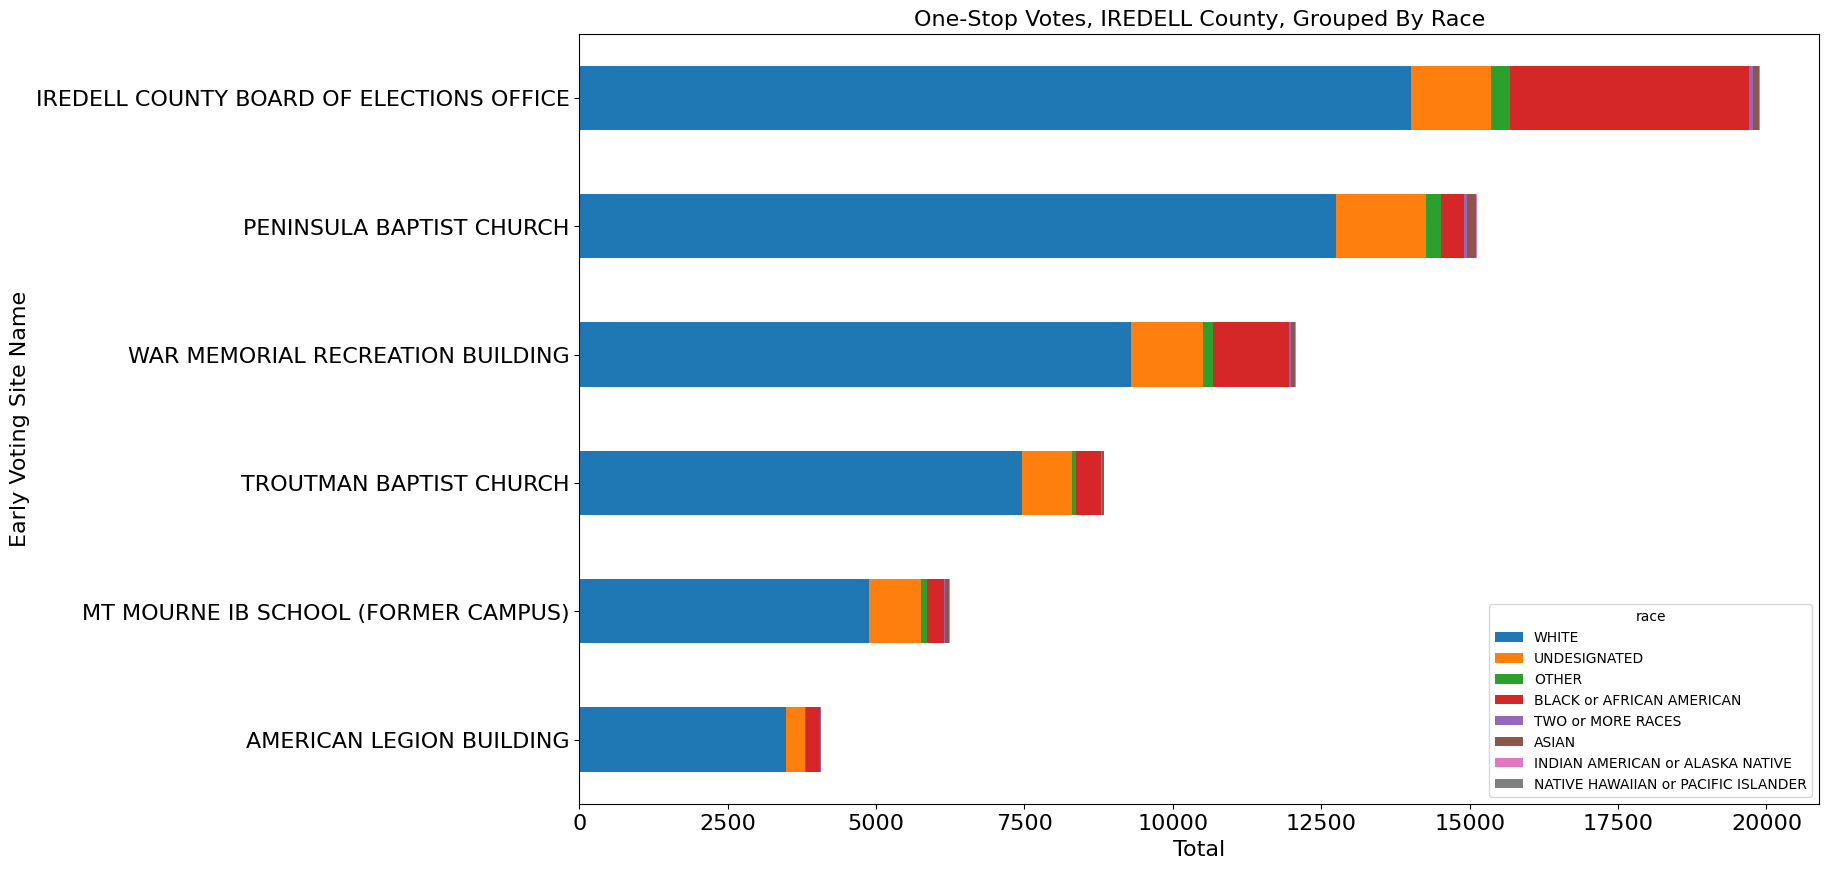 One-Stop Votes, IREDELL County, Grouped By Race
Early Voting Site Name
IREDELL COUNTY BOARD OF ELECTIONS OFFICE
PENINSULA BAPTIST CHURCH
WAR MEMORIAL RECREATION BUILDING
TROUTMAN BAPTIST CHURCH
MT MOURNE IB SCHOOL (FORMER CAMPUS)
AMERICAN LEGION BUILDING
race
WHITE
UNDESIGNATED
OTHER
BLACK or AFRICAN AMERICAN
TWO or MORE RACES
ASIAN
INDIAN AMERICAN or ALASKA NATIVE
NATIVE HAWAIIAN or PACIFIC ISLANDER
0 2500 5000 7500 10000 12500 15000 17500 20000
Total